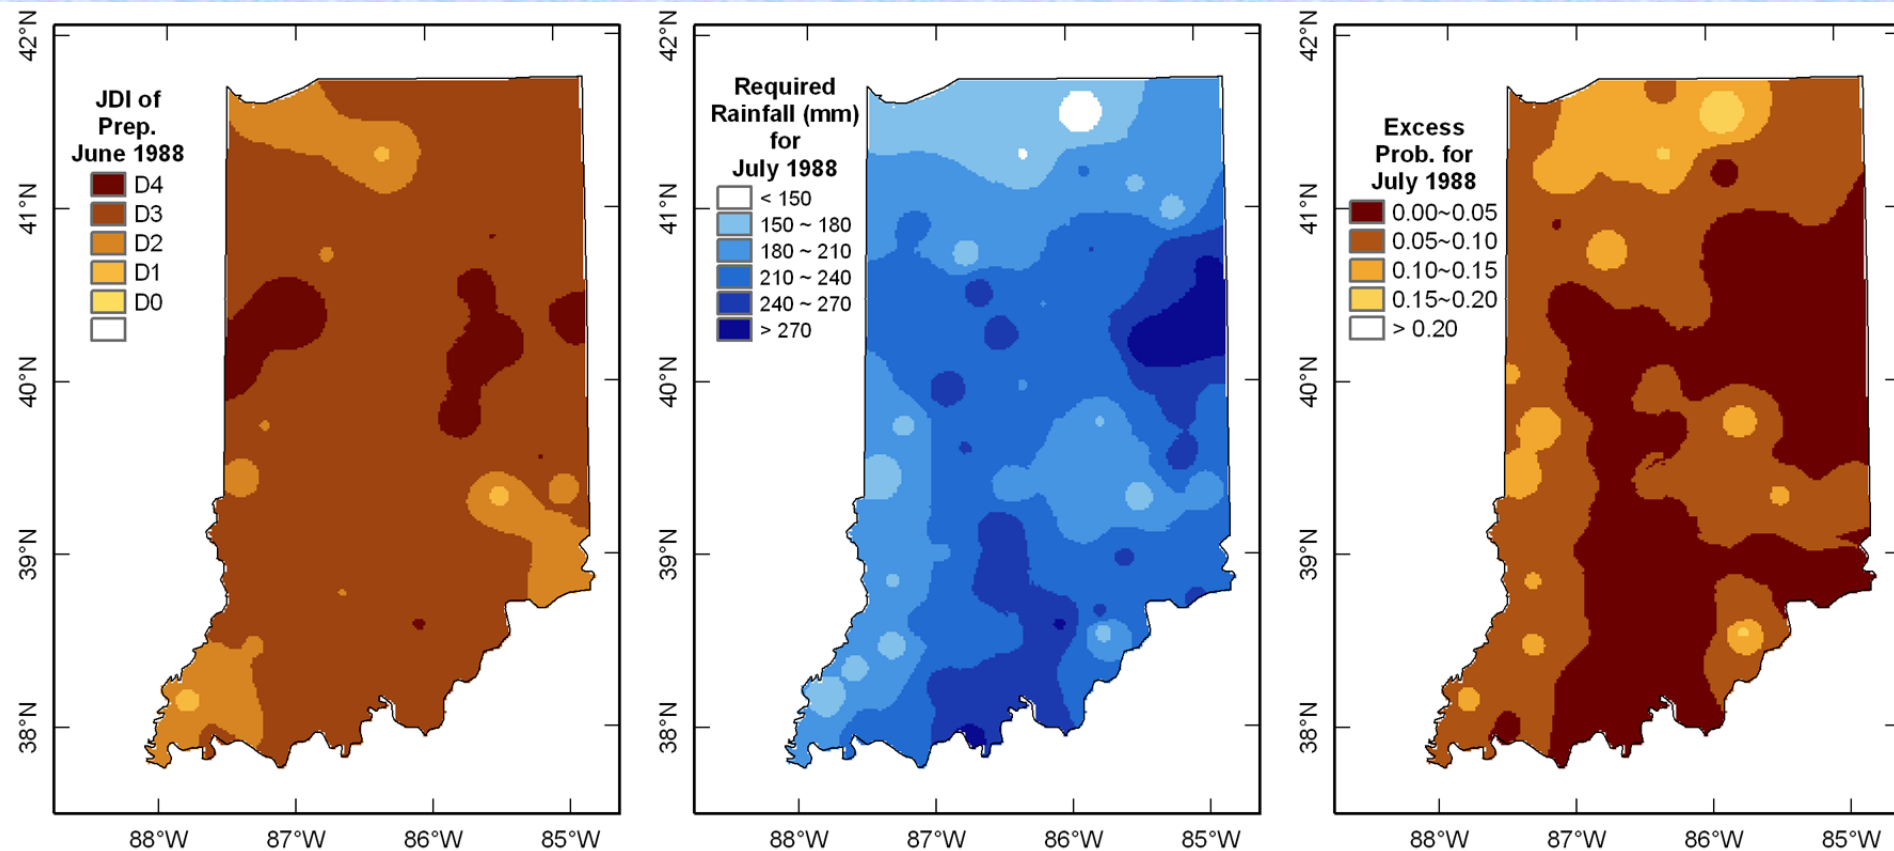 42°N
41°N
40°N
39°N
38°N
JDI of
Prep.
June 1988
D4
D3
D2
D1
D0
88°W 87°W 86°W 85°W
42°N
41°N
40°N
39°N
38°N
Required
Rainfall (mm)
for
July 1988
< 150
150 ~ 180
180 ~ 210
210 ~ 240
240 ~ 270
> 270
88°W 87°W 86°W 85°W
42°N
41°N
40°N
39°N
38°N
Excess
Prob. for
July 1988
0.00~0.05
0.05~0.10
0.10~0.15
0.15~0.20
> 0.20
88°W 87°W 86°W 85°W